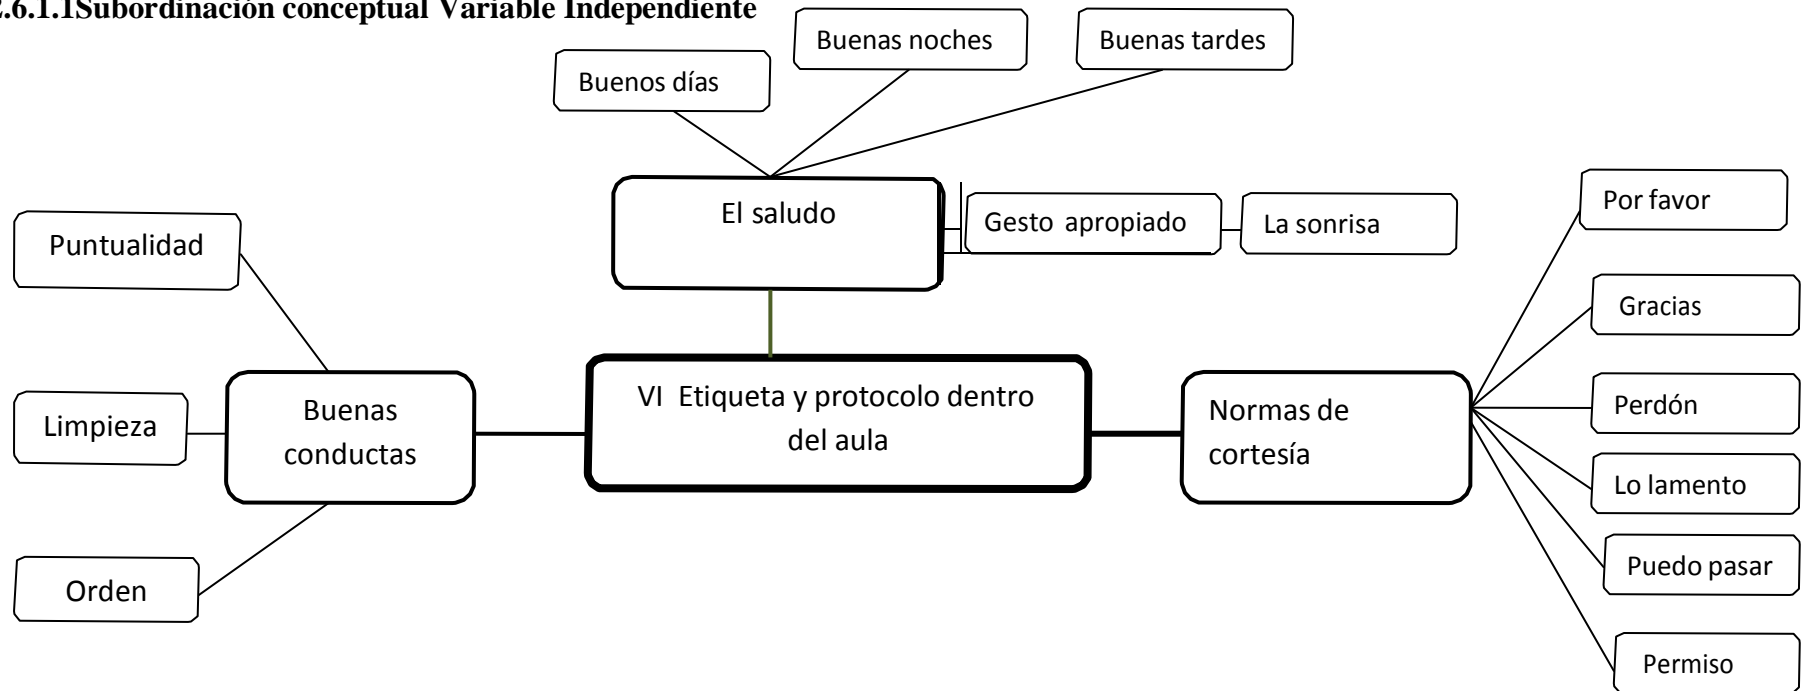 2.6.1.1Subordinación conceptual Variable Independiente
Buenos días
Buenas noches
Buenas tardes
El saludo
Gesto apropiado
La sonrisa
Puntualidad
Limpieza
Orden
Buenas
conductas
VI Etiqueta y protocolo dentro
del aula
Normas de
cortesía
Por favor
Gracias
Perdón
Lo lamento
Puedo pasar
Permiso